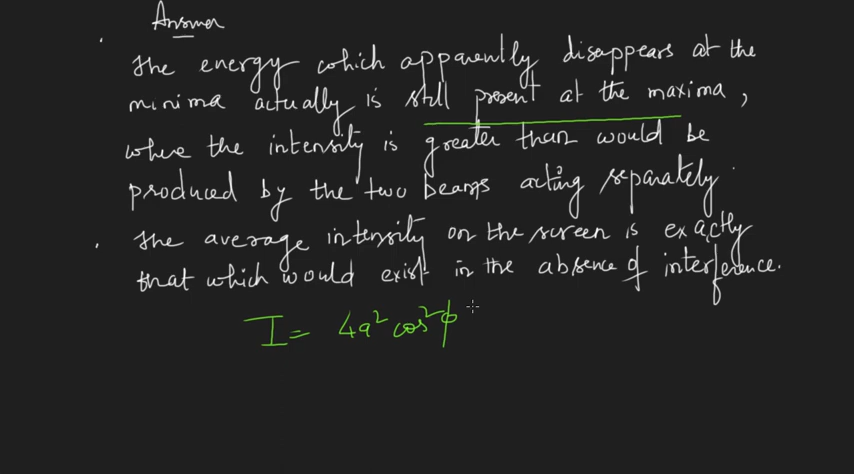 Answer
. The energy which apparently disappears at the
minima actually is still present at the maxima,
where the intensity is greater than would be
produced by the two beams acting separately.
. The average intensity on the screen is exactly
that which would exist in the absence of interference.
I = 4a² cos² φ